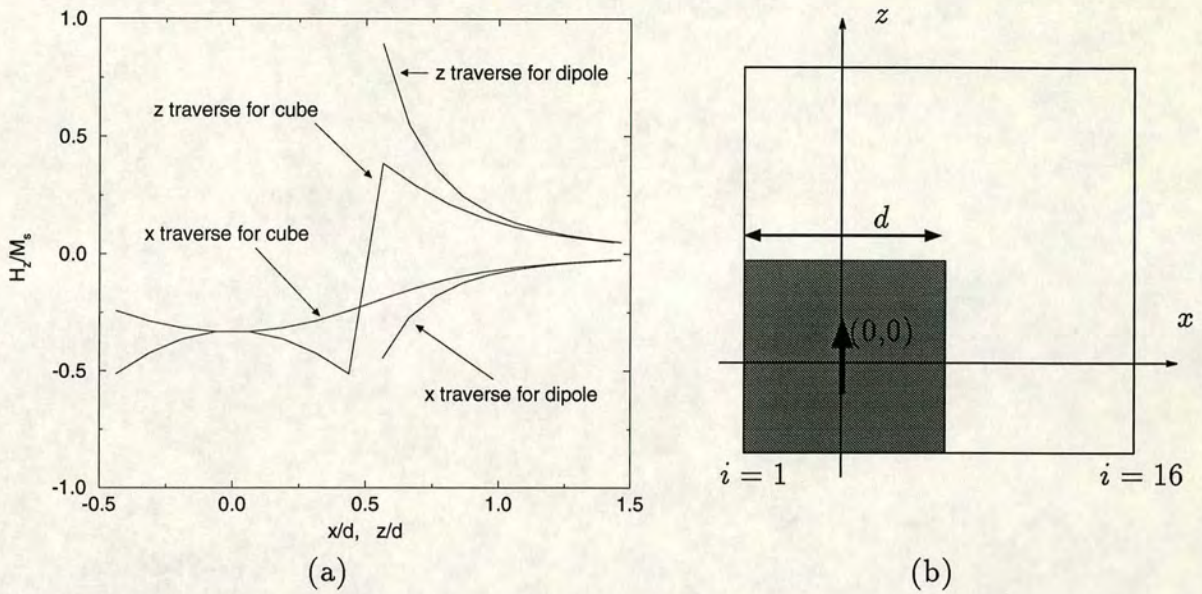 1.0
0.5
0.0
-0.5
-1.0
H_z/M_s
z traverse for dipole
z traverse for cube
x traverse for cube
x traverse for dipole
-0.5 0.0 0.5 1.0 1.5
x/d, z/d
(a)
z
d
x
(0,0)
i = 1
i = 16
(b)